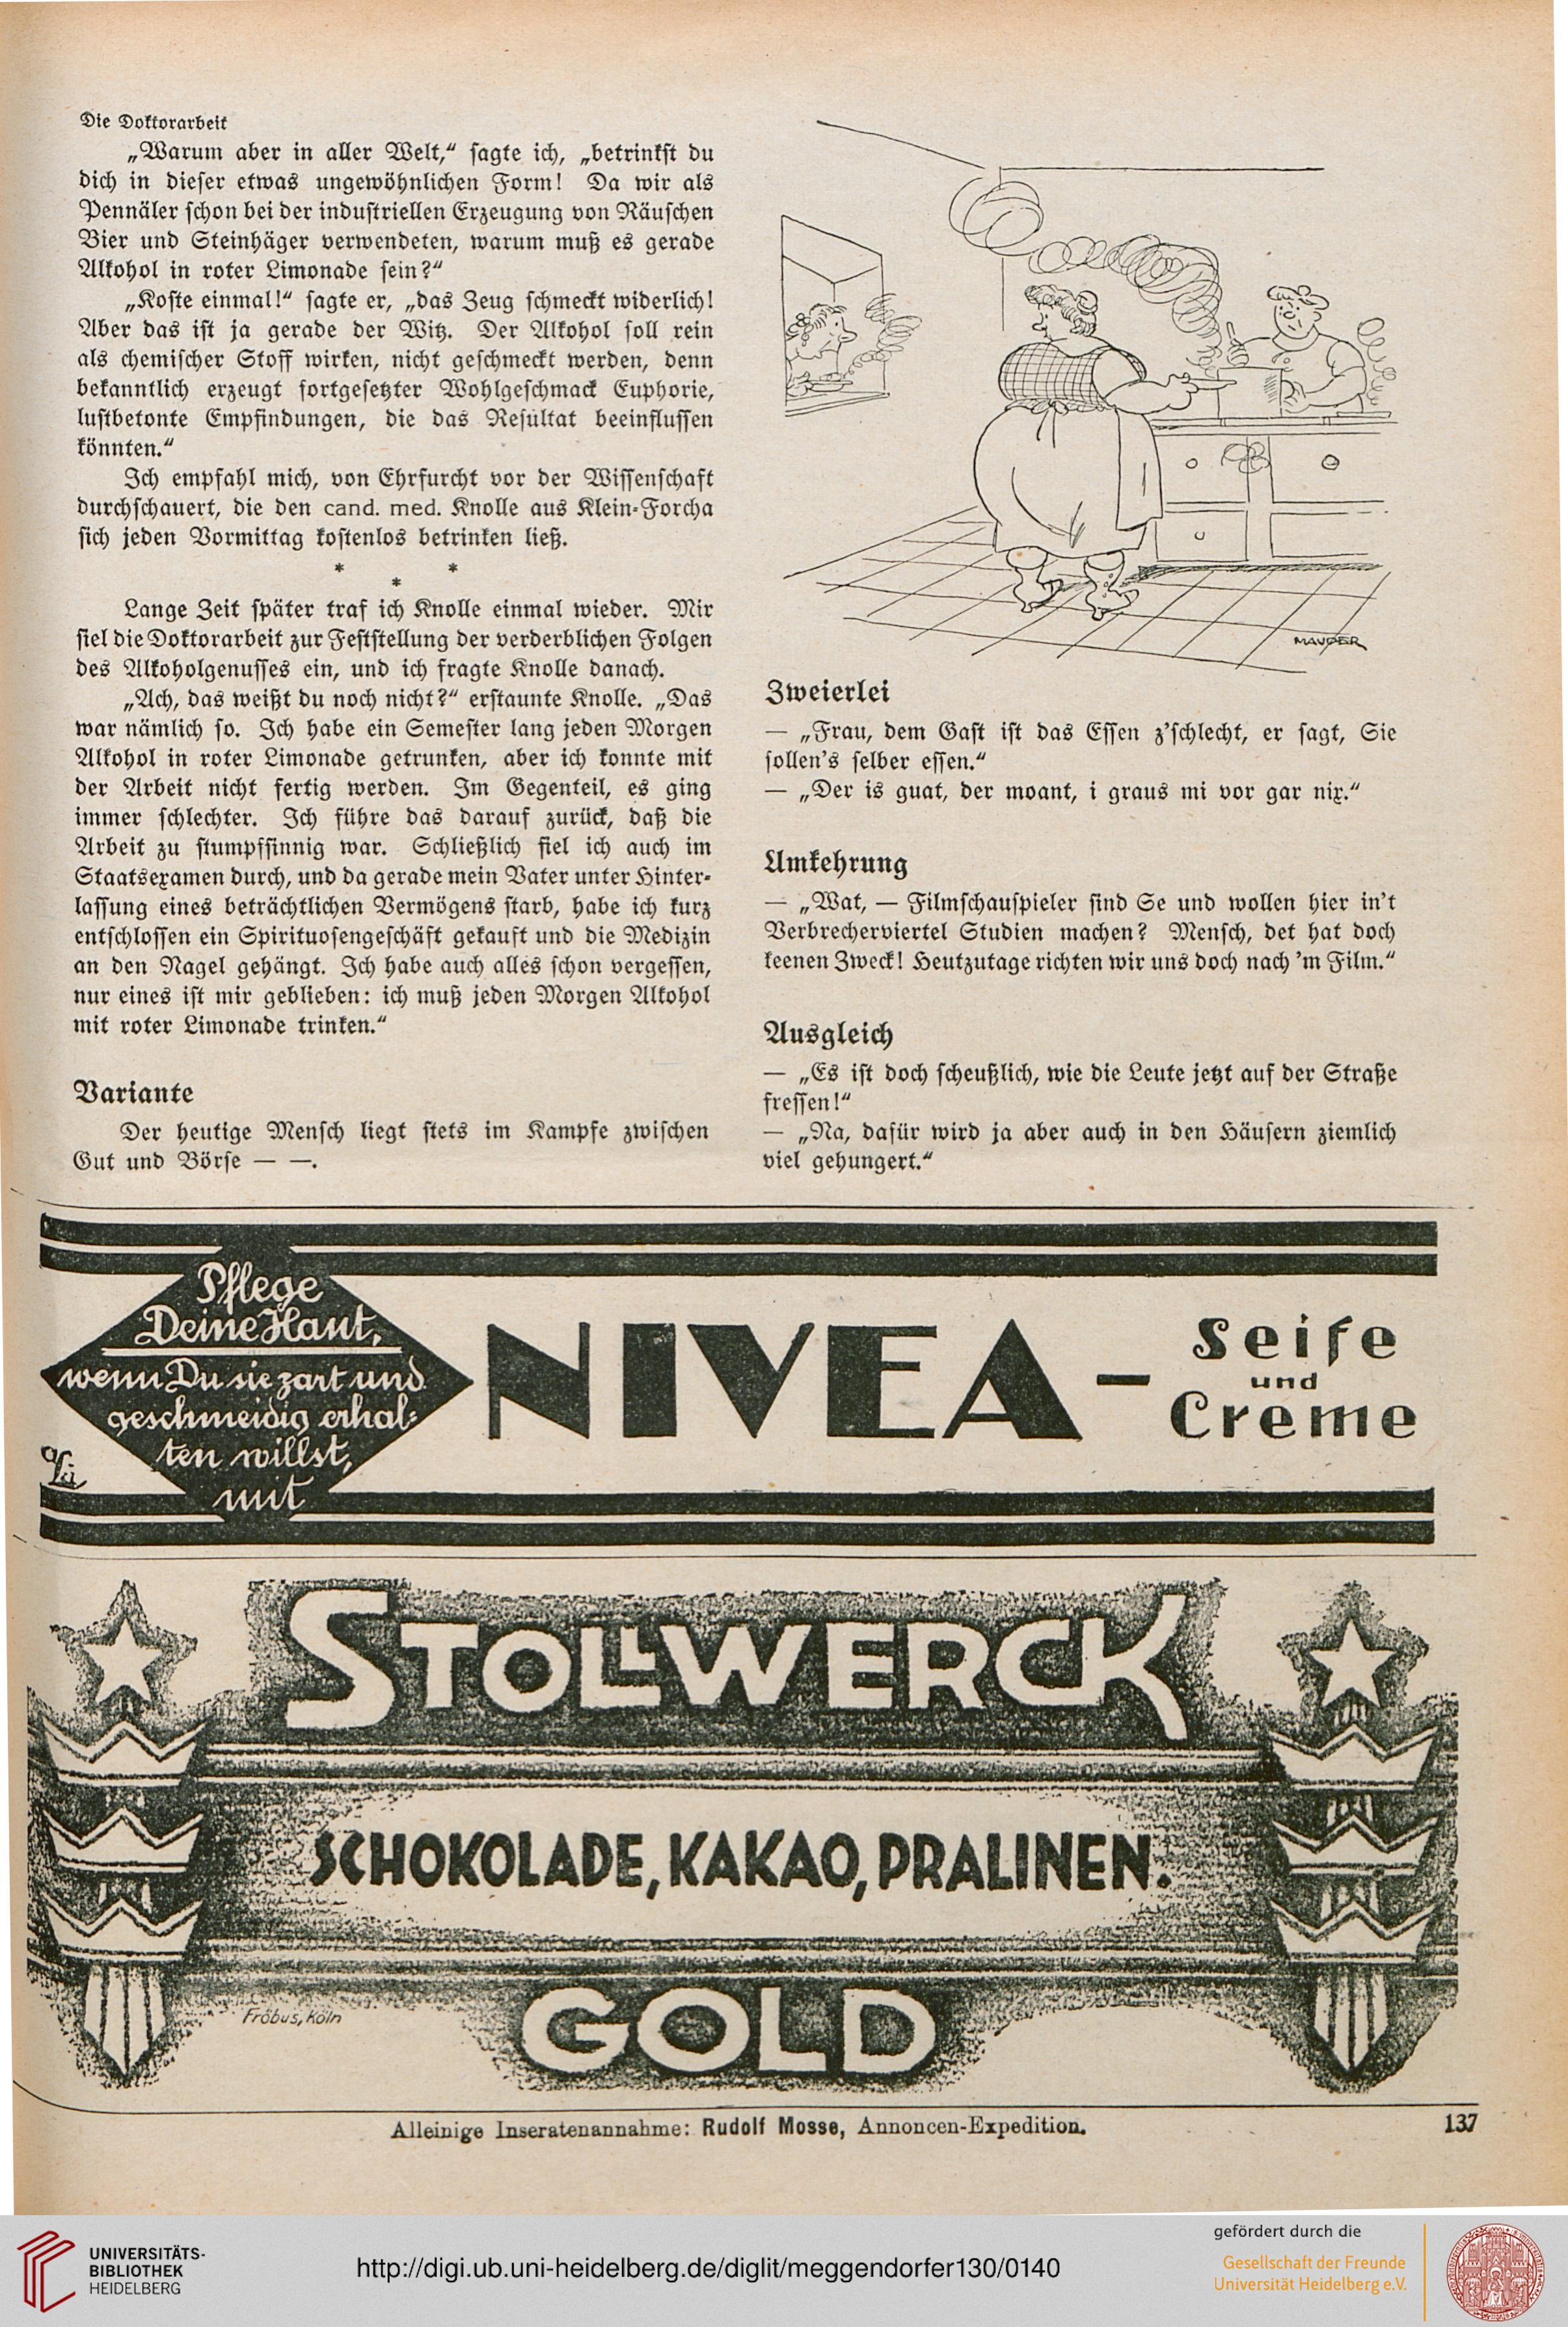 Die Doktorarbeit
„Warum aber in aller Welt,“ sagte ich, „betrinkst du
dich in dieser etwas ungewöhnlichen Form! Da wir als
Pennäler schon bei der industriellen Erzeugung von Räuschen
Bier und Steinhäger verwendeten, warum muß es gerade
Alkohol in roter Limonade sein?“
„Koste einmal!“ sagte er, „das Zeug schmeckt widerlich!
Aber das ist ja gerade der Witz. Der Alkohol soll rein
als chemischer Stoff wirken, nicht geschmeckt werden, denn
bekanntlich erzeugt fortgesetzter Wohlgeschmack Euphorie,
lustbetonte Empfindungen, die das Resultat beeinflussen
könnten.“
Ich empfahl mich, von Ehrfurcht vor der Wissenschaft
durchschauert, die den cand. med. Knolle aus Klein-Forcha
sich jeden Vormittag kostenlos betrinken ließ.
* * *
Lange Zeit später traf ich Knolle einmal wieder. Mir
fiel die Doktorarbeit zur Feststellung der verderblichen Folgen
des Alkoholgenusses ein, und ich fragte Knolle danach.
„Ach, das weißt du noch nicht?“ erstaunte Knolle. „Das
war nämlich so. Ich habe ein Semester lang jeden Morgen
Alkohol in roter Limonade getrunken, aber ich konnte mit
der Arbeit nicht fertig werden. Im Gegenteil, es ging
immer schlechter. Ich führe das darauf zurück, daß die
Arbeit zu stumpfsinnig war. Schließlich fiel ich auch im
Staatsexamen durch, und da gerade mein Vater unter Hinter-
lassung eines beträchtlichen Vermögens starb, habe ich kurz
entschlossen ein Spirituosengeschäft gekauft und die Medizin
an den Nagel gehängt. Ich habe auch alles schon vergessen,
nur eines ist mir geblieben: ich muß jeden Morgen Alkohol
mit roter Limonade trinken.“
Variante
Der heutige Mensch liegt stets im Kampfe zwischen
Gut und Börse — —.
MAUDER
Zweierlei
— „Frau, dem Gast ist das Essen z'schlecht, er sagt, Sie
sollen's selber essen.“
— „Der is guat, der moant, i graus mi vor gar nix.“
Umkehrung
— „Wat, — Filmschauspieler sind Se und wollen hier in't
Verbrecherviertel Studien machen? Mensch, det hat doch
keenen Zweck! Heutzutage richten wir uns doch nach 'm Film.“
Ausgleich
— „Es ist doch scheußlich, wie die Leute jetzt auf der Straße
fressen!“
— „Na, dafür wird ja aber auch in den Häusern ziemlich
viel gehungert.“
Pflege
Deine Haut,
wenn Du sie zart und
geschmeidig erhal-
ten willst,
mit
NIVEA-
Seife
und
Creme
STOLLWERCK
SCHOKOLADE, KAKAO, PRALINEN.
Fröbus, Köln
GOLD
Alleinige Inseratenannahme: Rudolf Mosse, Annoncen-Expedition.
137
UNIVERSITÄTS-
BIBLIOTHEK
HEIDELBERG
http://digi.ub.uni-heidelberg.de/diglit/meggendorfer130/0140
gefördert durch die
Gesellschaft der Freunde
Universität Heidelberg e.V.